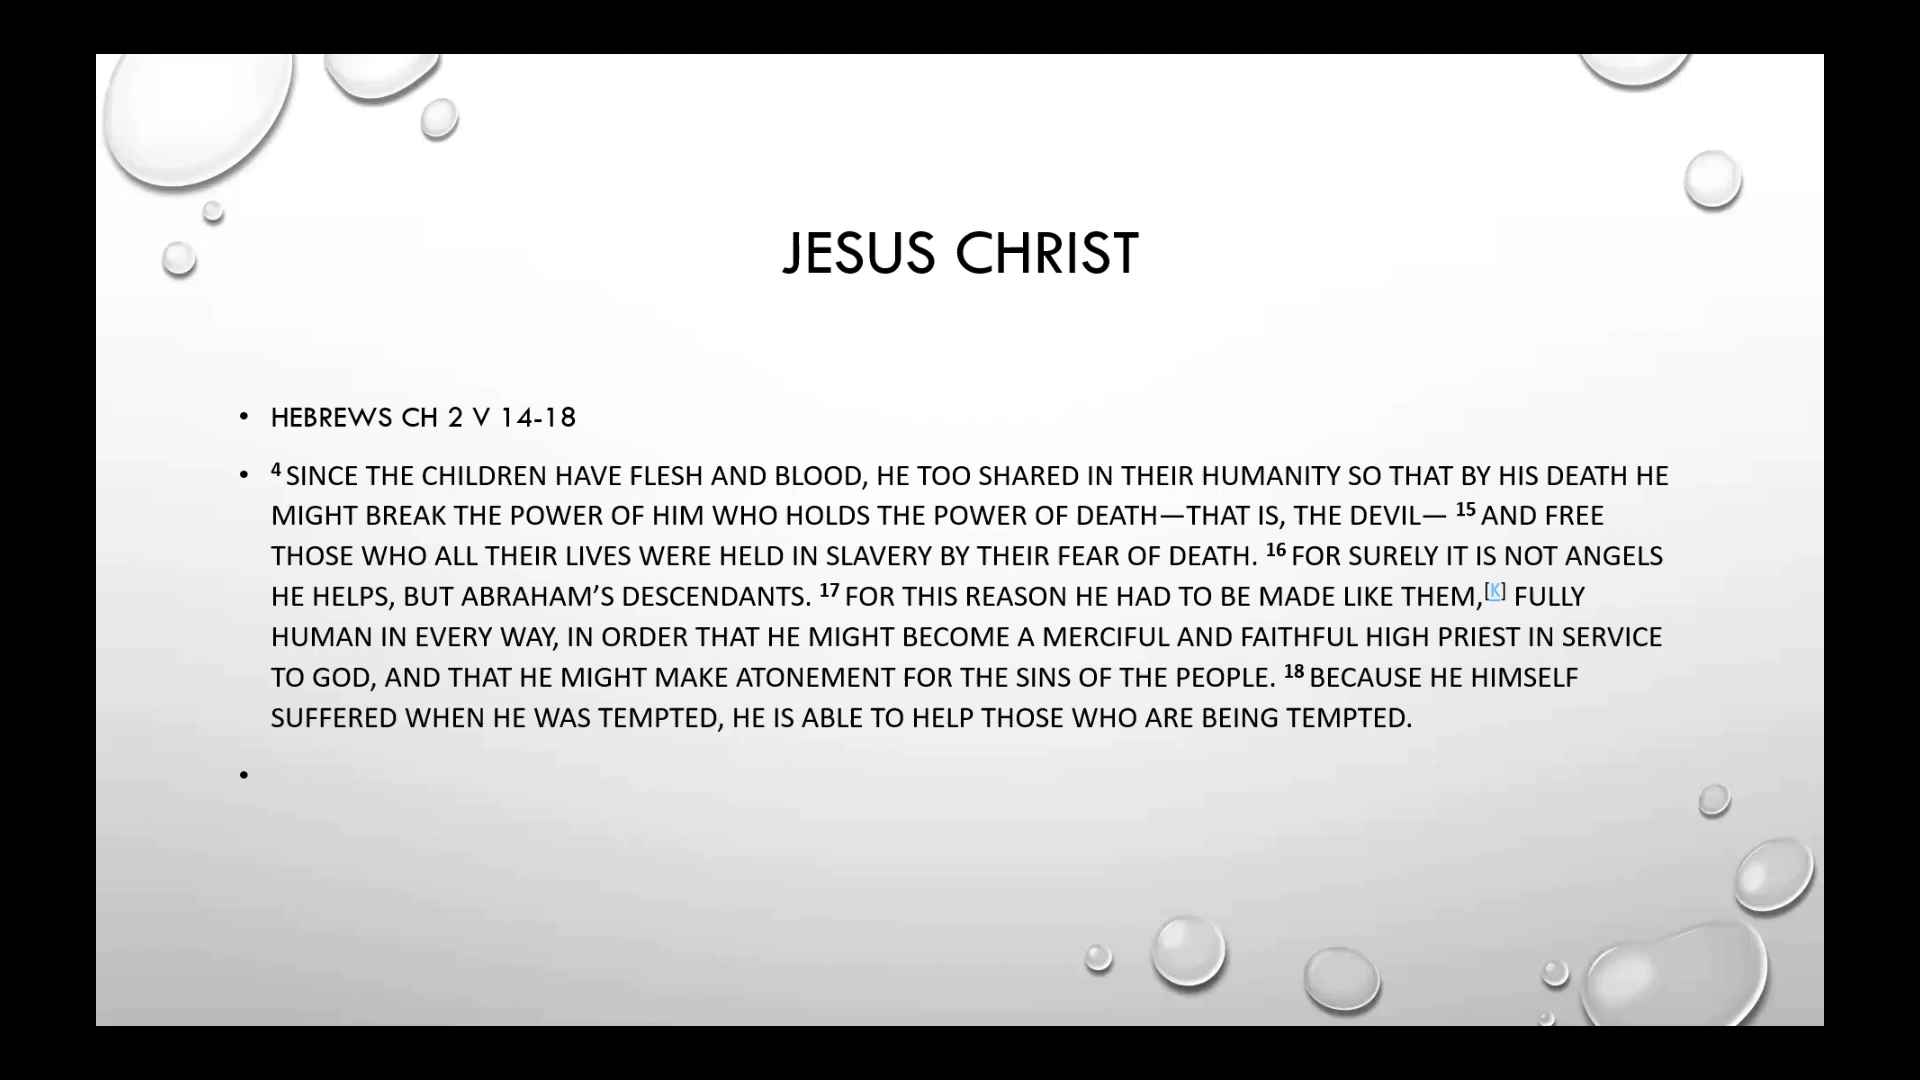 JESUS CHRIST
• HEBREWS CH 2 V 14-18
• 4 SINCE THE CHILDREN HAVE FLESH AND BLOOD, HE TOO SHARED IN THEIR HUMANITY SO THAT BY HIS DEATH HE
MIGHT BREAK THE POWER OF HIM WHO HOLDS THE POWER OF DEATH—THAT IS, THE DEVIL— 15 AND FREE
THOSE WHO ALL THEIR LIVES WERE HELD IN SLAVERY BY THEIR FEAR OF DEATH. 16 FOR SURELY IT IS NOT ANGELS
HE HELPS, BUT ABRAHAM’S DESCENDANTS. 17 FOR THIS REASON HE HAD TO BE MADE LIKE THEM,[K] FULLY
HUMAN IN EVERY WAY, IN ORDER THAT HE MIGHT BECOME A MERCIFUL AND FAITHFUL HIGH PRIEST IN SERVICE
TO GOD, AND THAT HE MIGHT MAKE ATONEMENT FOR THE SINS OF THE PEOPLE. 18 BECAUSE HE HIMSELF
SUFFERED WHEN HE WAS TEMPTED, HE IS ABLE TO HELP THOSE WHO ARE BEING TEMPTED.
•